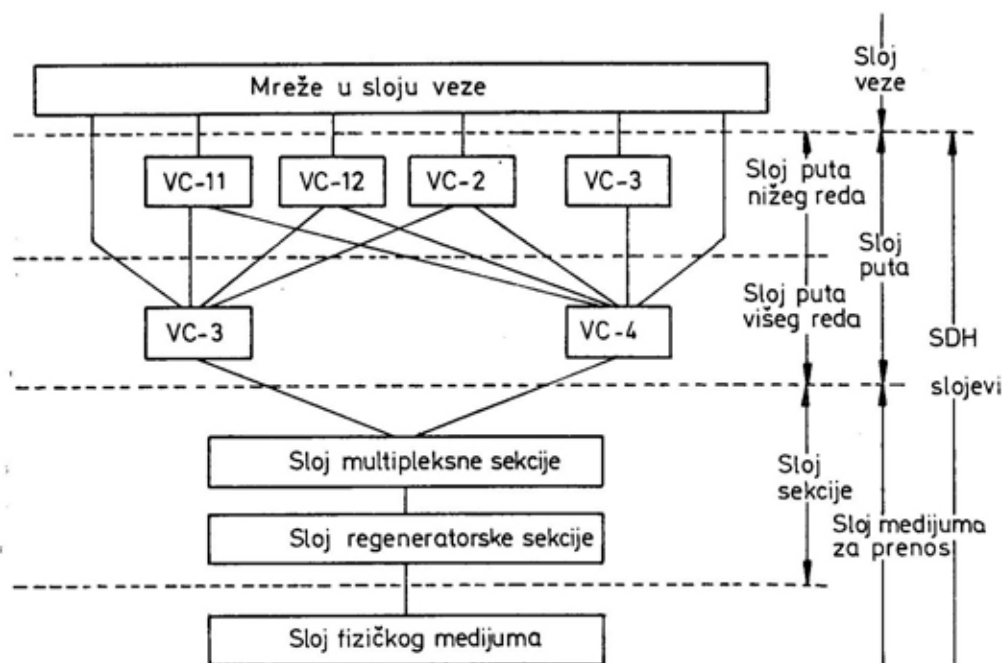 Sloj
veze
Mreže u sloju veze
VC-11
VC-12
VC-2
VC-3
Sloj puta
nižeg reda
Sloj
puta
Sloj puta
višeg reda
VC-3
VC-4
SDH
slojevi
Sloj multipleksne sekcije
Sloj
sekcije
Sloj regeneratorske sekcije
Sloj medijuma
za prenos
Sloj fizičkog medijuma